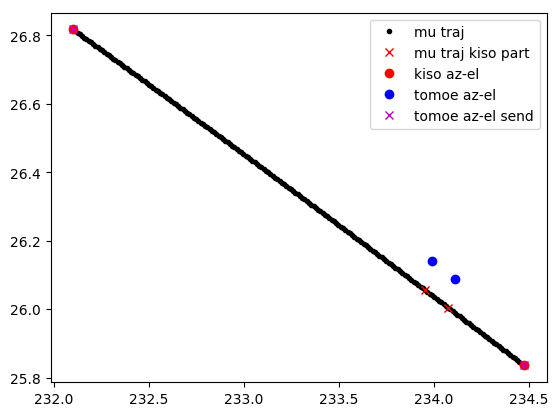 mu traj
mu traj kiso part
kiso az-el
tomoe az-el
tomoe az-el send
26.8
26.6
26.4
26.2
26.0
25.8
232.0 232.5 233.0 233.5 234.0 234.5